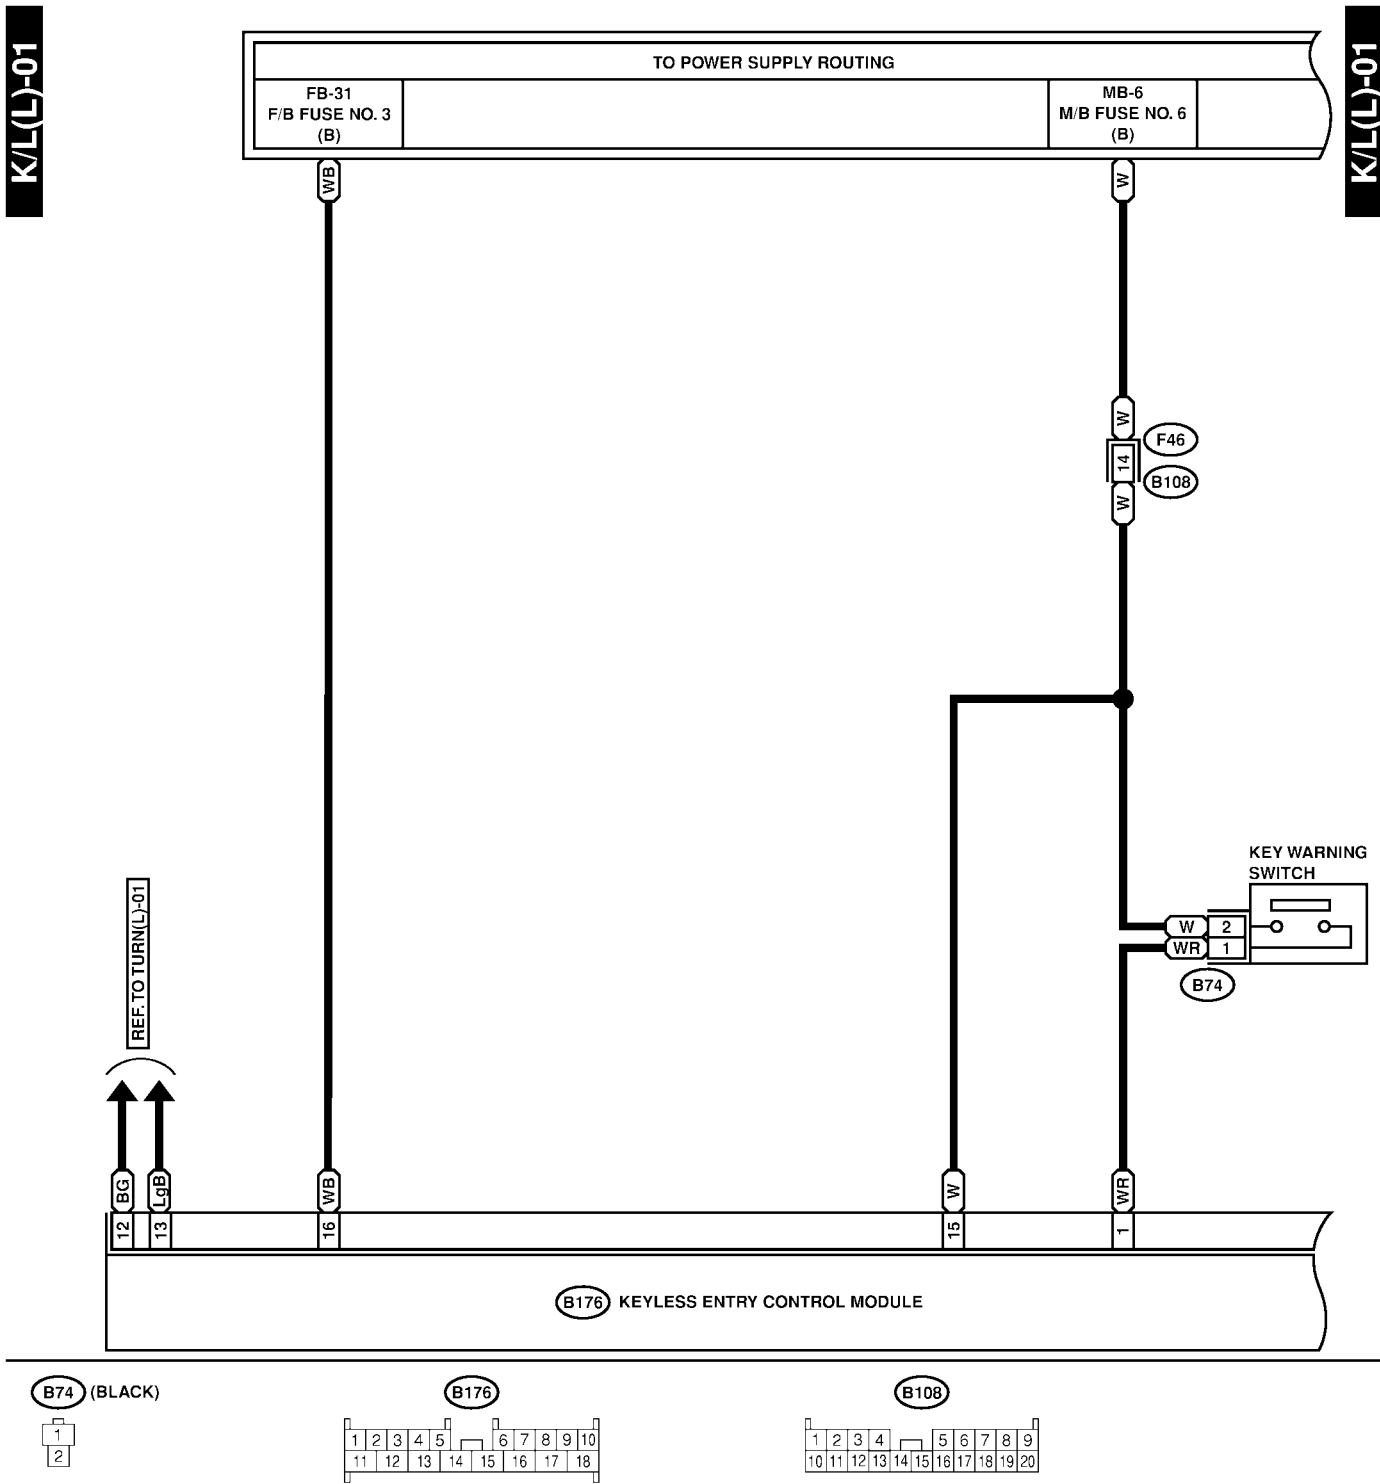 K/L(L)-01
K/L(L)-01
TO POWER SUPPLY ROUTING
FB-31
F/B FUSE NO. 3
(B)
MB-6
M/B FUSE NO. 6
(B)
WB
W
W
F46
14
B108
W
KEY WARNING
SWITCH
W 2
WR 1
B74
REF. TO TURN(L)-01
BG
LgB
WB
W
WR
12
13
16
15
1
B176 KEYLESS ENTRY CONTROL MODULE
B74 (BLACK)
1
2
B176
1 2 3 4 5 6 7 8 9 10
11 12 13 14 15 16 17 18
B108
1 2 3 4 5 6 7 8 9
10 11 12 13 14 15 16 17 18 19 20